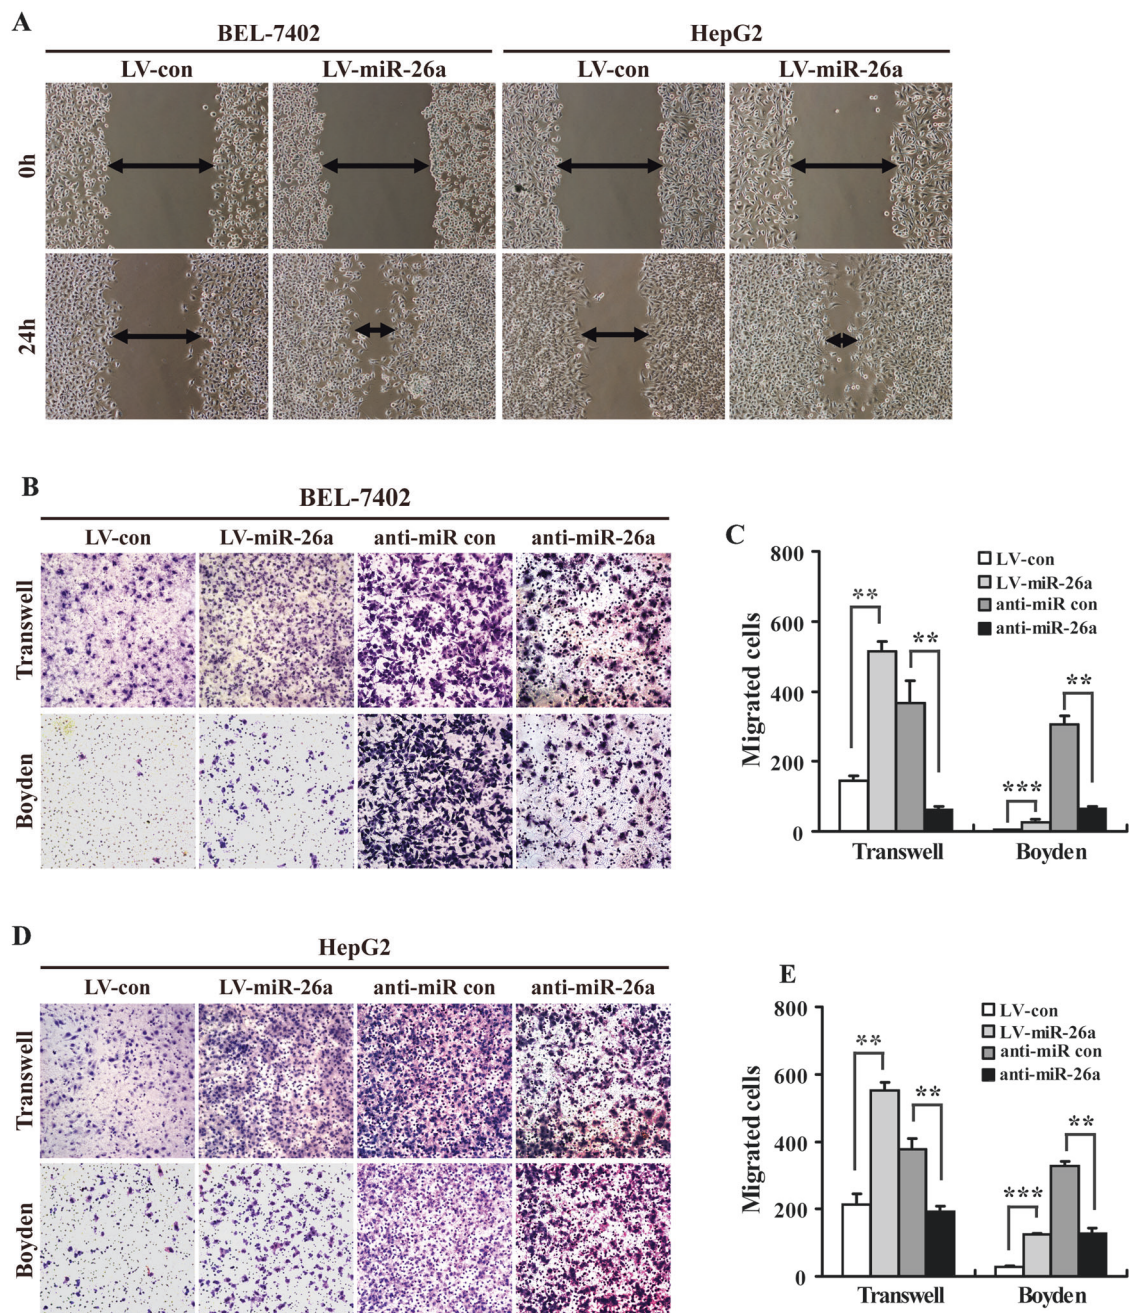 A
BEL-7402
HepG2
LV-con
LV-miR-26a
LV-con
LV-miR-26a
0h
24h
B
BEL-7402
LV-con
LV-miR-26a
anti-miR con
anti-miR-26a
Transwell
Boyden
C
800
600
400
200
0
Migrated cells
LV-con
LV-miR-26a
anti-miR con
anti-miR-26a
**
**
***
**
Transwell
Boyden
D
HepG2
LV-con
LV-miR-26a
anti-miR con
anti-miR-26a
Transwell
Boyden
E
800
600
400
200
0
Migrated cells
LV-con
LV-miR-26a
anti-miR con
anti-miR-26a
**
**
***
**
Transwell
Boyden